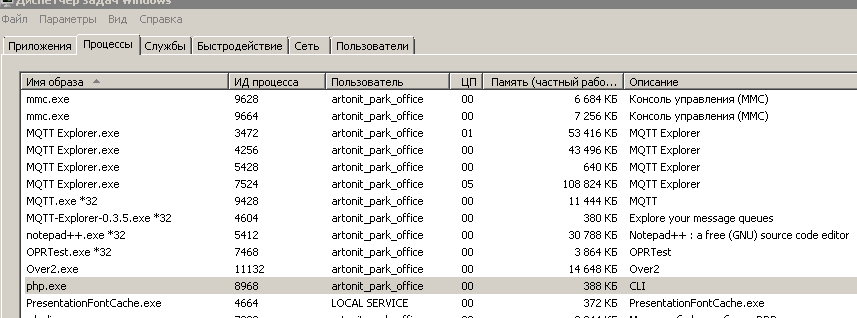 Диспетчер задач Windows
Файл Параметры Вид Справка
Приложения Процессы Службы Быстродействие Сеть Пользователи
Имя образа ИД процесса Пользователь ЦП Память (частный рабо... Описание
mmc.exe 9628 artonit_park_office 00 6 684 КБ Консоль управления (MMC)
mmc.exe 9664 artonit_park_office 00 7 256 КБ Консоль управления (MMC)
MQTT Explorer.exe 3472 artonit_park_office 01 53 416 КБ MQTT Explorer
MQTT Explorer.exe 4256 artonit_park_office 00 43 496 КБ MQTT Explorer
MQTT Explorer.exe 5428 artonit_park_office 00 640 КБ MQTT Explorer
MQTT Explorer.exe 7524 artonit_park_office 05 108 824 КБ MQTT Explorer
MQTT.exe *32 9428 artonit_park_office 00 11 444 КБ MQTT
MQTT-Explorer-0.3.5.exe *32 4604 artonit_park_office 00 380 КБ Explore your message queues
notepad++.exe *32 5412 artonit_park_office 00 30 788 КБ Notepad++ : a free (GNU) source code editor
OPRTest.exe *32 7468 artonit_park_office 00 3 864 КБ OPRTest
Over2.exe 11132 artonit_park_office 00 14 648 КБ Over2
php.exe 8968 artonit_park_office 00 388 КБ CLI
PresentationFontCache.exe 4664 LOCAL SERVICE 00 372 КБ PresentationFontCache.exe